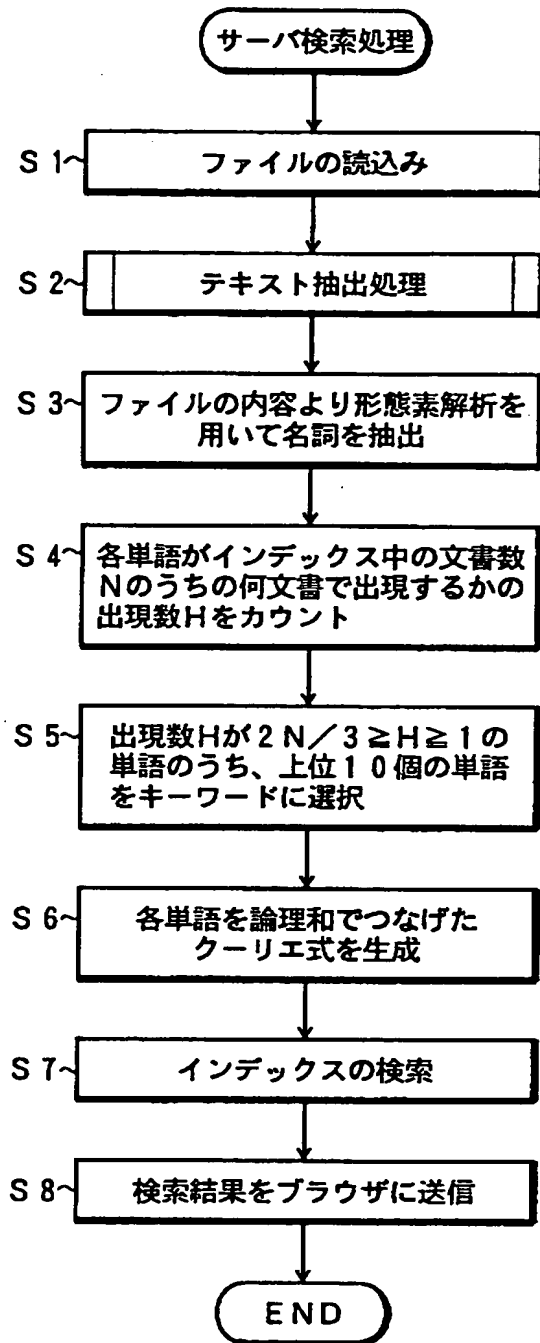 サーバ検索処理
S1~ ファイルの読込み
S2~ テキスト抽出処理
S3~ ファイルの内容より形態素解析を
用いて名詞を抽出
S4~ 各単語がインデックス中の文書数
Nのうちの何文書で出現するかの
出現数Hをカウント
S5~ 出現数Hが2N/3≧H≧1の
単語のうち、上位10個の単語
をキーワードに選択
S6~ 各単語を論理和でつなげた
クーリエ式を生成
S7~ インデックスの検索
S8~ 検索結果をブラウザに送信
END